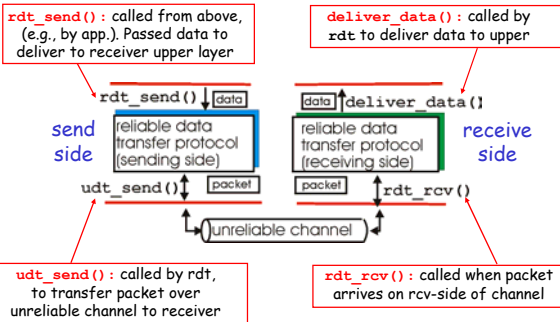 rdt_send(): called from above,
(e.g., by app.). Passed data to
deliver to receiver upper layer
deliver_data(): called by
rdt to deliver data to upper
rdt_send()
data
data
deliver_data()
send
side
reliable data
transfer protocol
(sending side)
reliable data
transfer protocol
(receiving side)
receive
side
udt_send()
packet
packet
rdt_rcv()
unreliable channel
udt_send(): called by rdt,
to transfer packet over
unreliable channel to receiver
rdt_rcv(): called when packet
arrives on rcv-side of channel